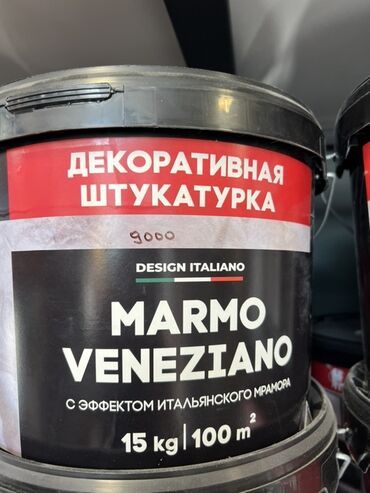 ДЕКОРАТИВНАЯ
ШТУКАТУРКА
9000
DESIGN ITALIANO
MARMO
VENEZIANO
С ЭФФЕКТОМ ИТАЛЬЯНСКОГО МРАМОРА
15 kg | 100 m²